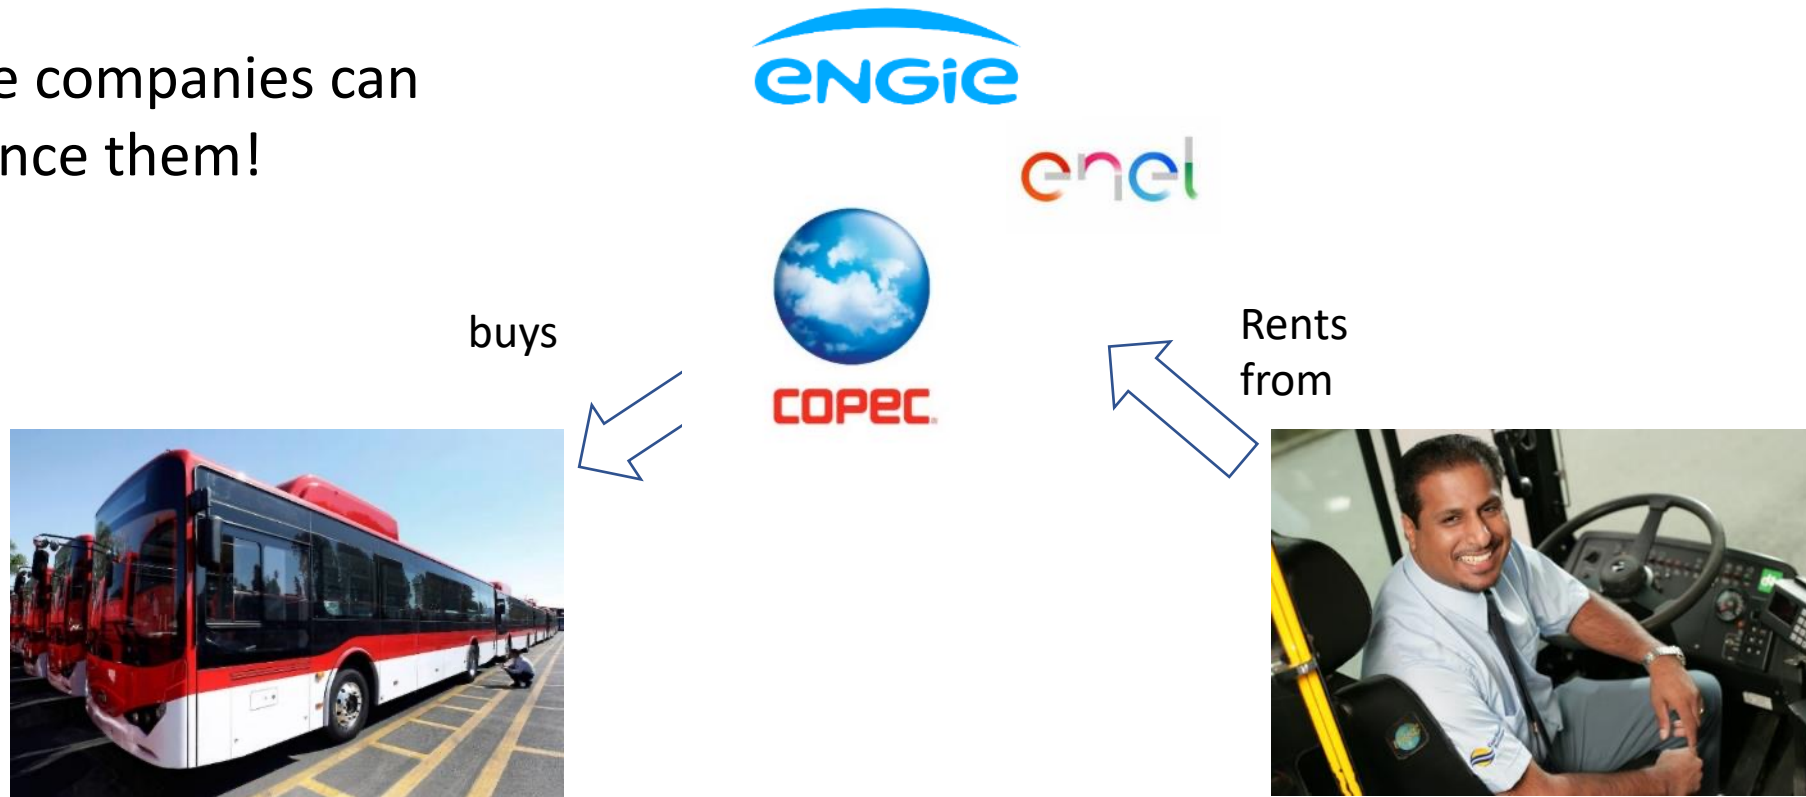 e companies can
nce them!
ENGIE
enel
COPEC
buys
Rents
from